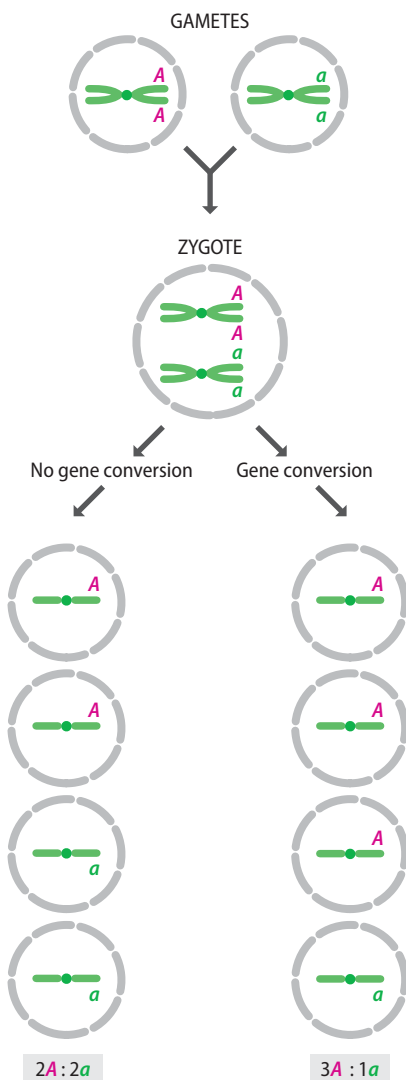 GAMETES
A a
A a
ZYGOTE
A
A
a
a
No gene conversion Gene conversion
A A
A A
a A
a a
2A : 2a 3A : 1a